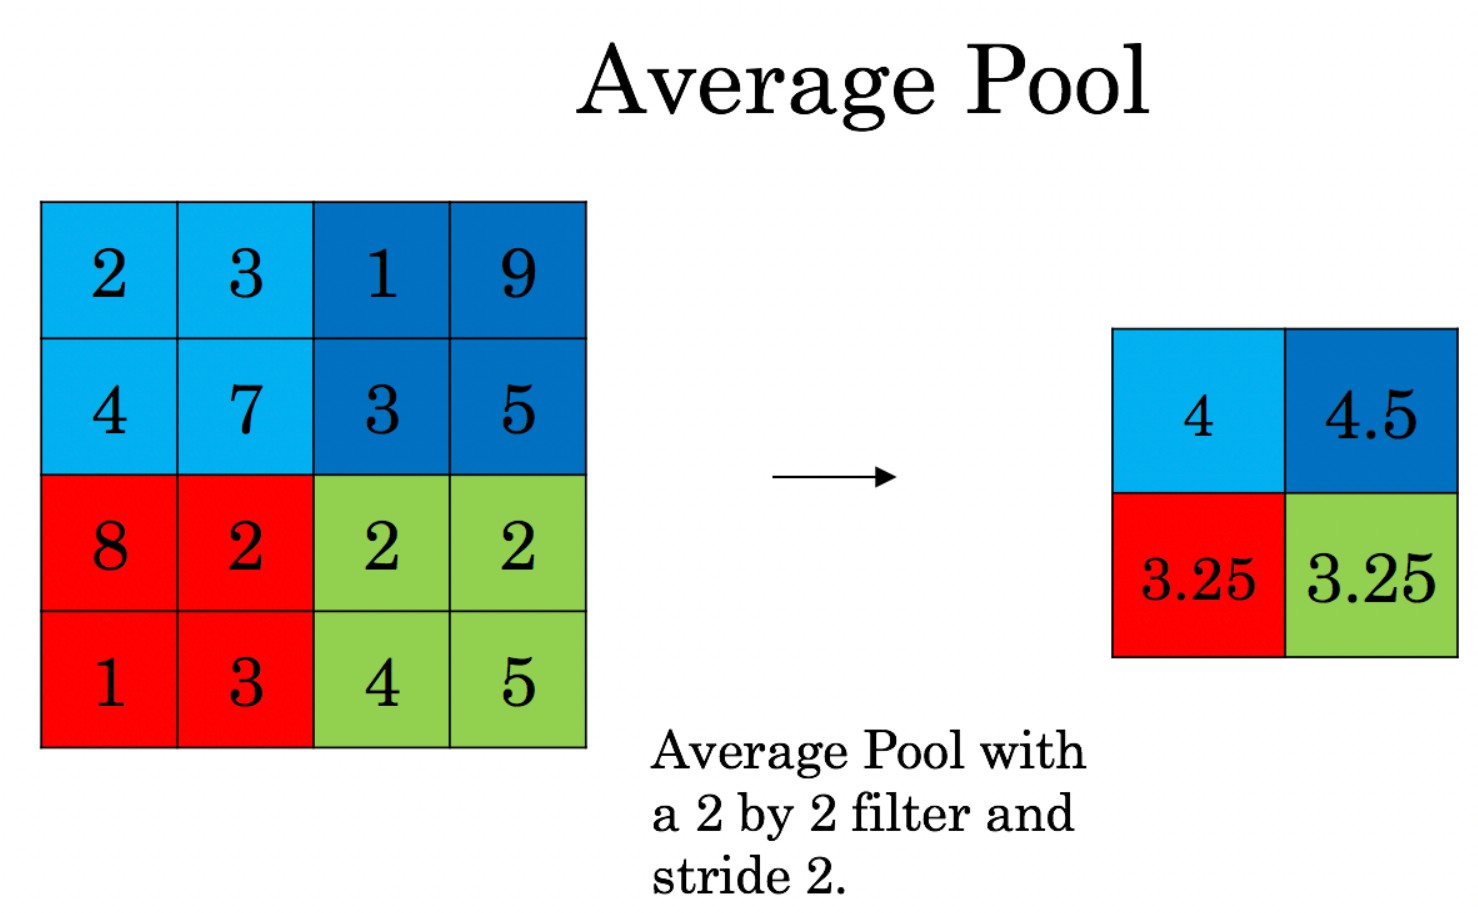 Average Pool
2 3 1 9
4 7 3 5
8 2 2 2
1 3 4 5
4 4.5
3.25 3.25
Average Pool with
a 2 by 2 filter and
stride 2.